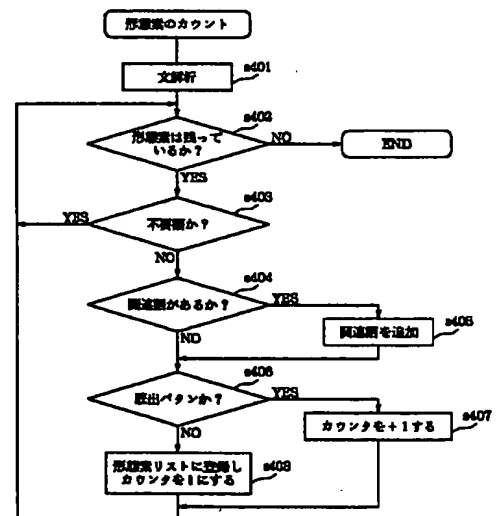 形態素のカウント
文解析
s401
形態素は残って
いるか？
s402
NO
END
YES
不要語か？
s403
YES
NO
関連語があるか？
s404
YES
関連語を追加
s405
NO
既出パタンか？
s406
YES
カウンタを+1する
s407
NO
形態素リストに登録し
カウンタを1にする
s408